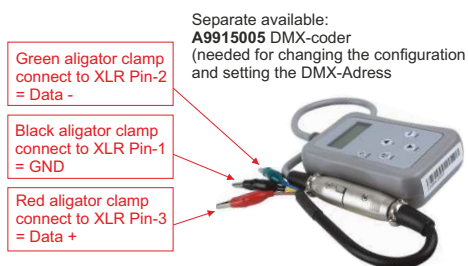 Separate available:
A9915005 DMX-coder
(needed for changing the configuration
and setting the DMX-Adress
Green aligator clamp
connect to XLR Pin-2
= Data -
Black aligator clamp
connect to XLR Pin-1
= GND
Red aligator clamp
connect to XLR Pin-3
= Data +